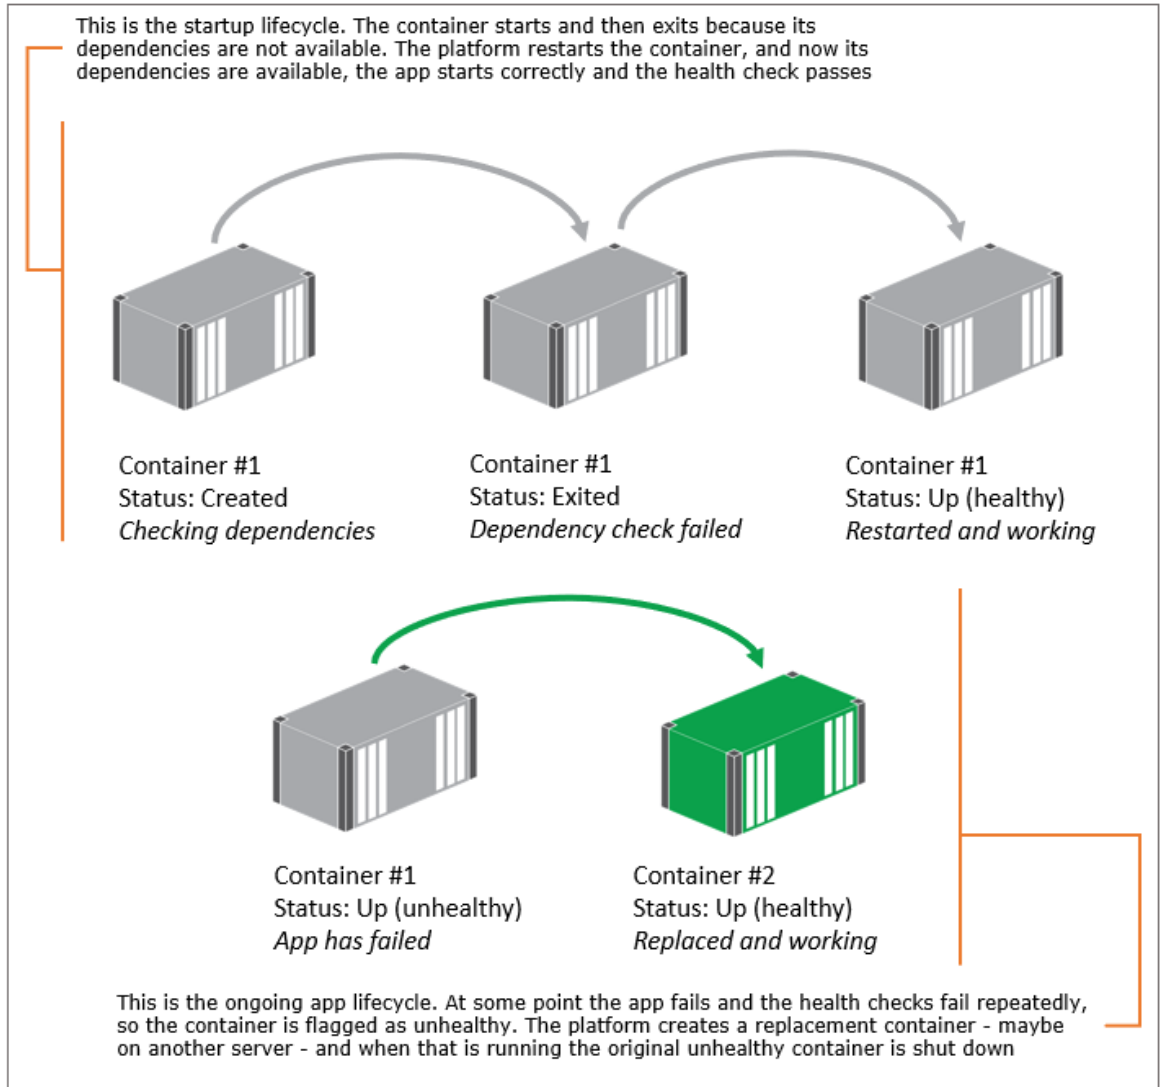 This is the startup lifecycle. The container starts and then exits because its
dependencies are not available. The platform restarts the container, and now its
dependencies are available, the app starts correctly and the health check passes
Container #1
Status: Created
Checking dependencies
Container #1
Status: Exited
Dependency check failed
Container #1
Status: Up (healthy)
Restarted and working
Container #1
Status: Up (unhealthy)
App has failed
Container #2
Status: Up (healthy)
Replaced and working
This is the ongoing app lifecycle. At some point the app fails and the health checks fail repeatedly,
so the container is flagged as unhealthy. The platform creates a replacement container - maybe
on another server - and when that is running the original unhealthy container is shut down